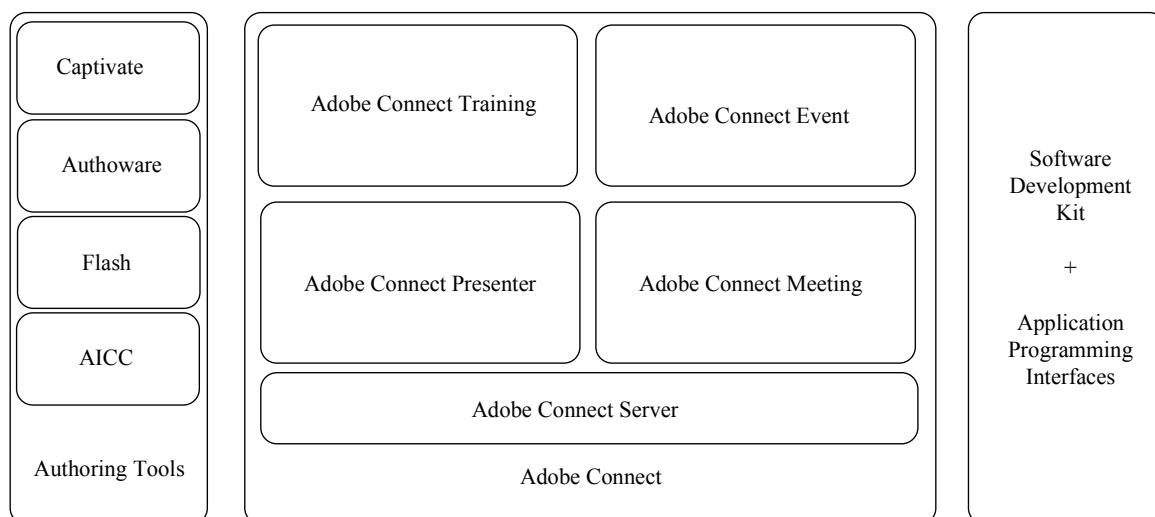 Captivate
Authoware
Flash
AICC
Authoring Tools
Adobe Connect Training
Adobe Connect Event
Adobe Connect Presenter
Adobe Connect Meeting
Adobe Connect Server
Adobe Connect
Software
Development
Kit
+
Application
Programming
Interfaces